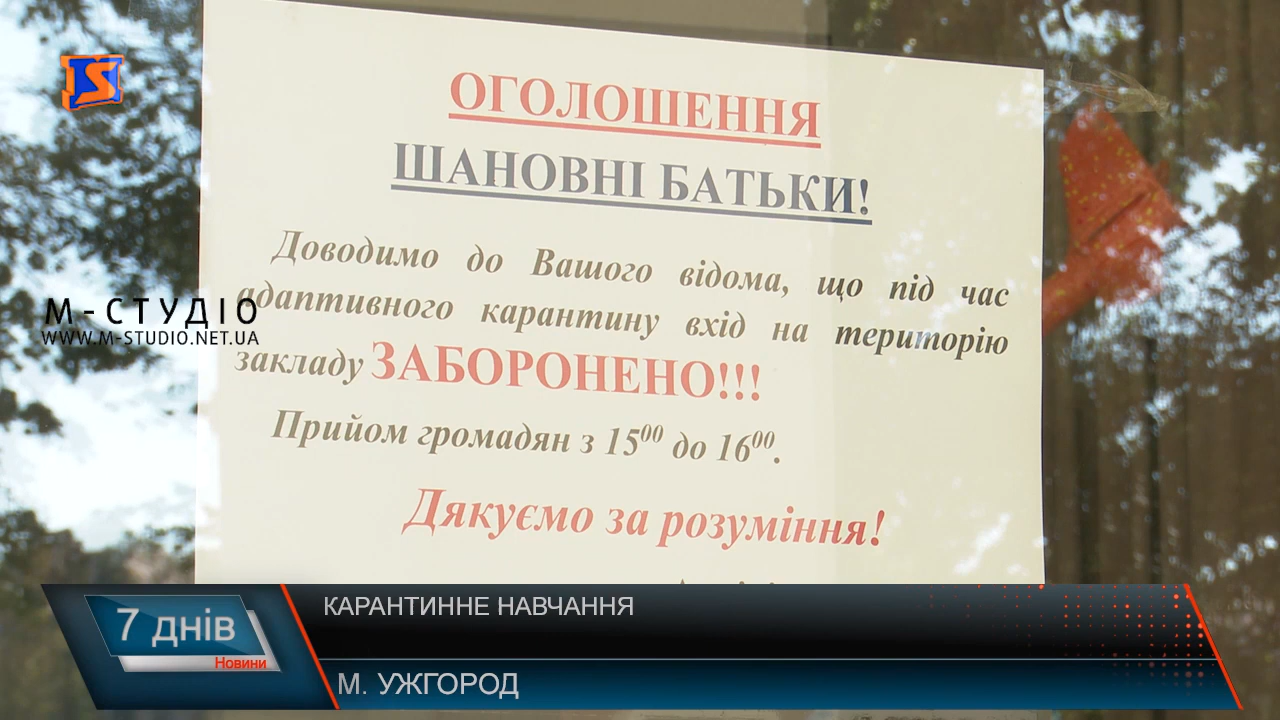 ОГОЛОШЕННЯ
ШАНОВНІ БАТЬКИ!
Доводимо до Вашого відома, що під час
адаптивного карантину вхід на територію
закладу ЗАБОРОНЕНО!!!
Прийом громадян з 15⁰⁰ до 16⁰⁰.
Дякуємо за розуміння!
М-СТУДІО
WWW.M-STUDIO.NET.UA
7 днів
Новини
КАРАНТИННЕ НАВЧАННЯ
М. УЖГОРОД